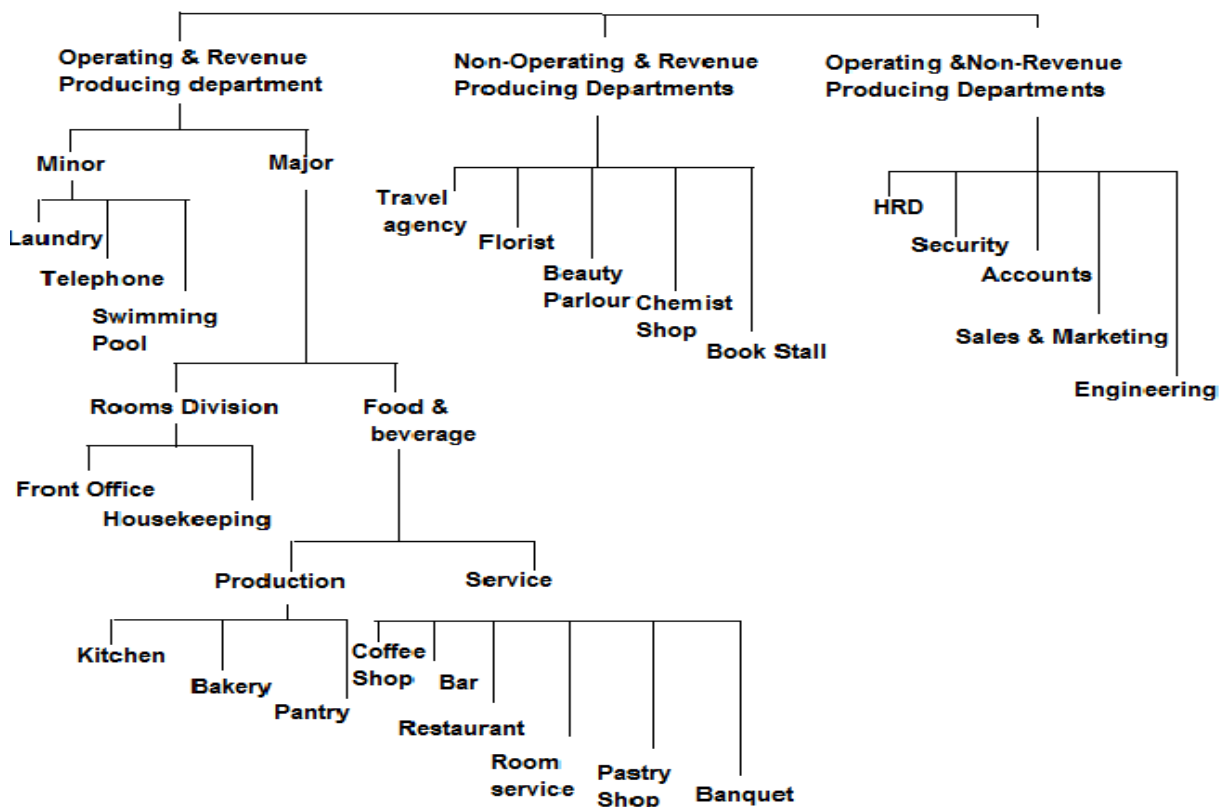 Operating & Revenue
Producing department
Non-Operating & Revenue
Producing Departments
Operating &Non-Revenue
Producing Departments
Minor
Major
Laundry
Telephone
Swimming
Pool
Travel
agency
Florist
Beauty
Parlour
Chemist
Shop
Book Stall
HRD
Security
Accounts
Sales & Marketing
Engineering
Rooms Division
Food &
beverage
Front Office
Housekeeping
Production
Service
Kitchen
Bakery
Pantry
Coffee
Shop
Bar
Restaurant
Room
service
Pastry
Shop
Banquet